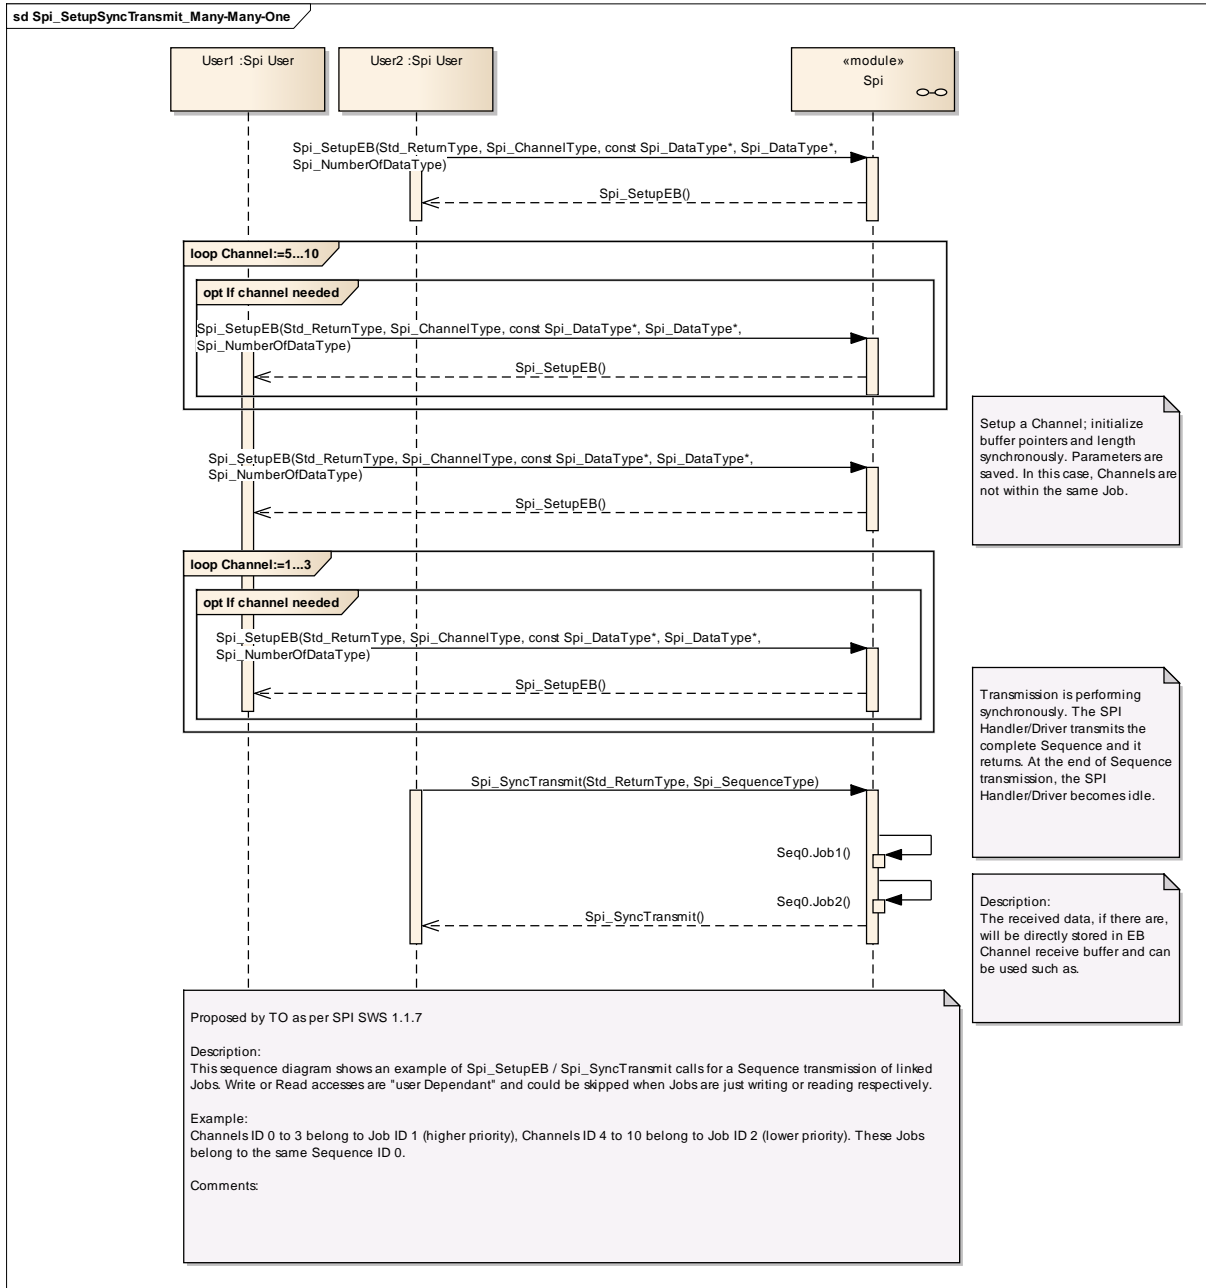 sd Spi_SetupSyncTransmit_Many-Many-One
User1 :Spi User
User2 :Spi User
«module»
Spi
Spi_SetupEB(Std_ReturnType, Spi_ChannelType, const Spi_DataType*, Spi_DataType*,
Spi_NumberOfDataType)
Spi_SetupEB()
loop Channel:=5...10
opt If channel needed
Spi_SetupEB(Std_ReturnType, Spi_ChannelType, const Spi_DataType*, Spi_DataType*,
Spi_NumberOfDataType)
Spi_SetupEB()
Setup a Channel; initialize
buffer pointers and length
synchronously. Parameters are
saved. In this case, Channels are
not within the same Job.
Spi_SetupEB(Std_ReturnType, Spi_ChannelType, const Spi_DataType*, Spi_DataType*,
Spi_NumberOfDataType)
Spi_SetupEB()
loop Channel:=1...3
opt If channel needed
Spi_SetupEB(Std_ReturnType, Spi_ChannelType, const Spi_DataType*, Spi_DataType*,
Spi_NumberOfDataType)
Spi_SetupEB()
Transmission is performing
synchronously. The SPI
Handler/Driver transmits the
complete Sequence and it
returns. At the end of Sequence
transmission, the SPI
Handler/Driver becomes idle.
Spi_SyncTransmit(Std_ReturnType, Spi_SequenceType)
Seq0.Job1()
Seq0.Job2()
Spi_SyncTransmit()
Description:
The received data, if there are,
will be directly stored in EB
Channel receive buffer and can
be used such as.
Proposed by TO as per SPI SWS 1.1.7
Description:
This sequence diagram shows an example of Spi_SetupEB / Spi_SyncTransmit calls for a Sequence transmission of linked
Jobs. Write or Read accesses are "user Dependant" and could be skipped when Jobs are just writing or reading respectively.
Example:
Channels ID 0 to 3 belong to Job ID 1 (higher priority), Channels ID 4 to 10 belong to Job ID 2 (lower priority). These Jobs
belong to the same Sequence ID 0.
Comments: